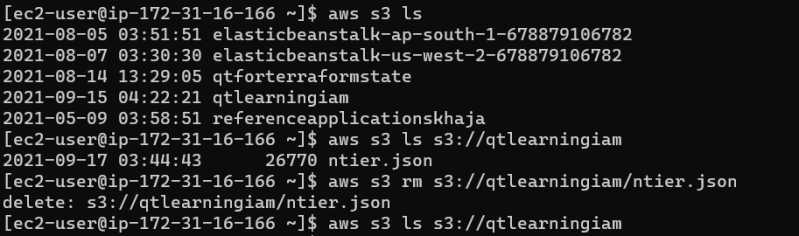 [ec2-user@ip-172-31-16-166 ~]$ aws s3 ls
2021-08-05 03:51:51 elasticbeanstalk-ap-south-1-678879106782
2021-08-07 03:30:30 elasticbeanstalk-us-west-2-678879106782
2021-08-14 13:29:05 qtforterraformstate
2021-09-15 04:22:21 qtlearningiam
2021-05-09 03:58:51 referenceapplicationskhaja
[ec2-user@ip-172-31-16-166 ~]$ aws s3 ls s3://qtlearningiam
2021-09-17 03:44:43      26770 ntier.json
[ec2-user@ip-172-31-16-166 ~]$ aws s3 rm s3://qtlearningiam/ntier.json
delete: s3://qtlearningiam/ntier.json
[ec2-user@ip-172-31-16-166 ~]$ aws s3 ls s3://qtlearningiam